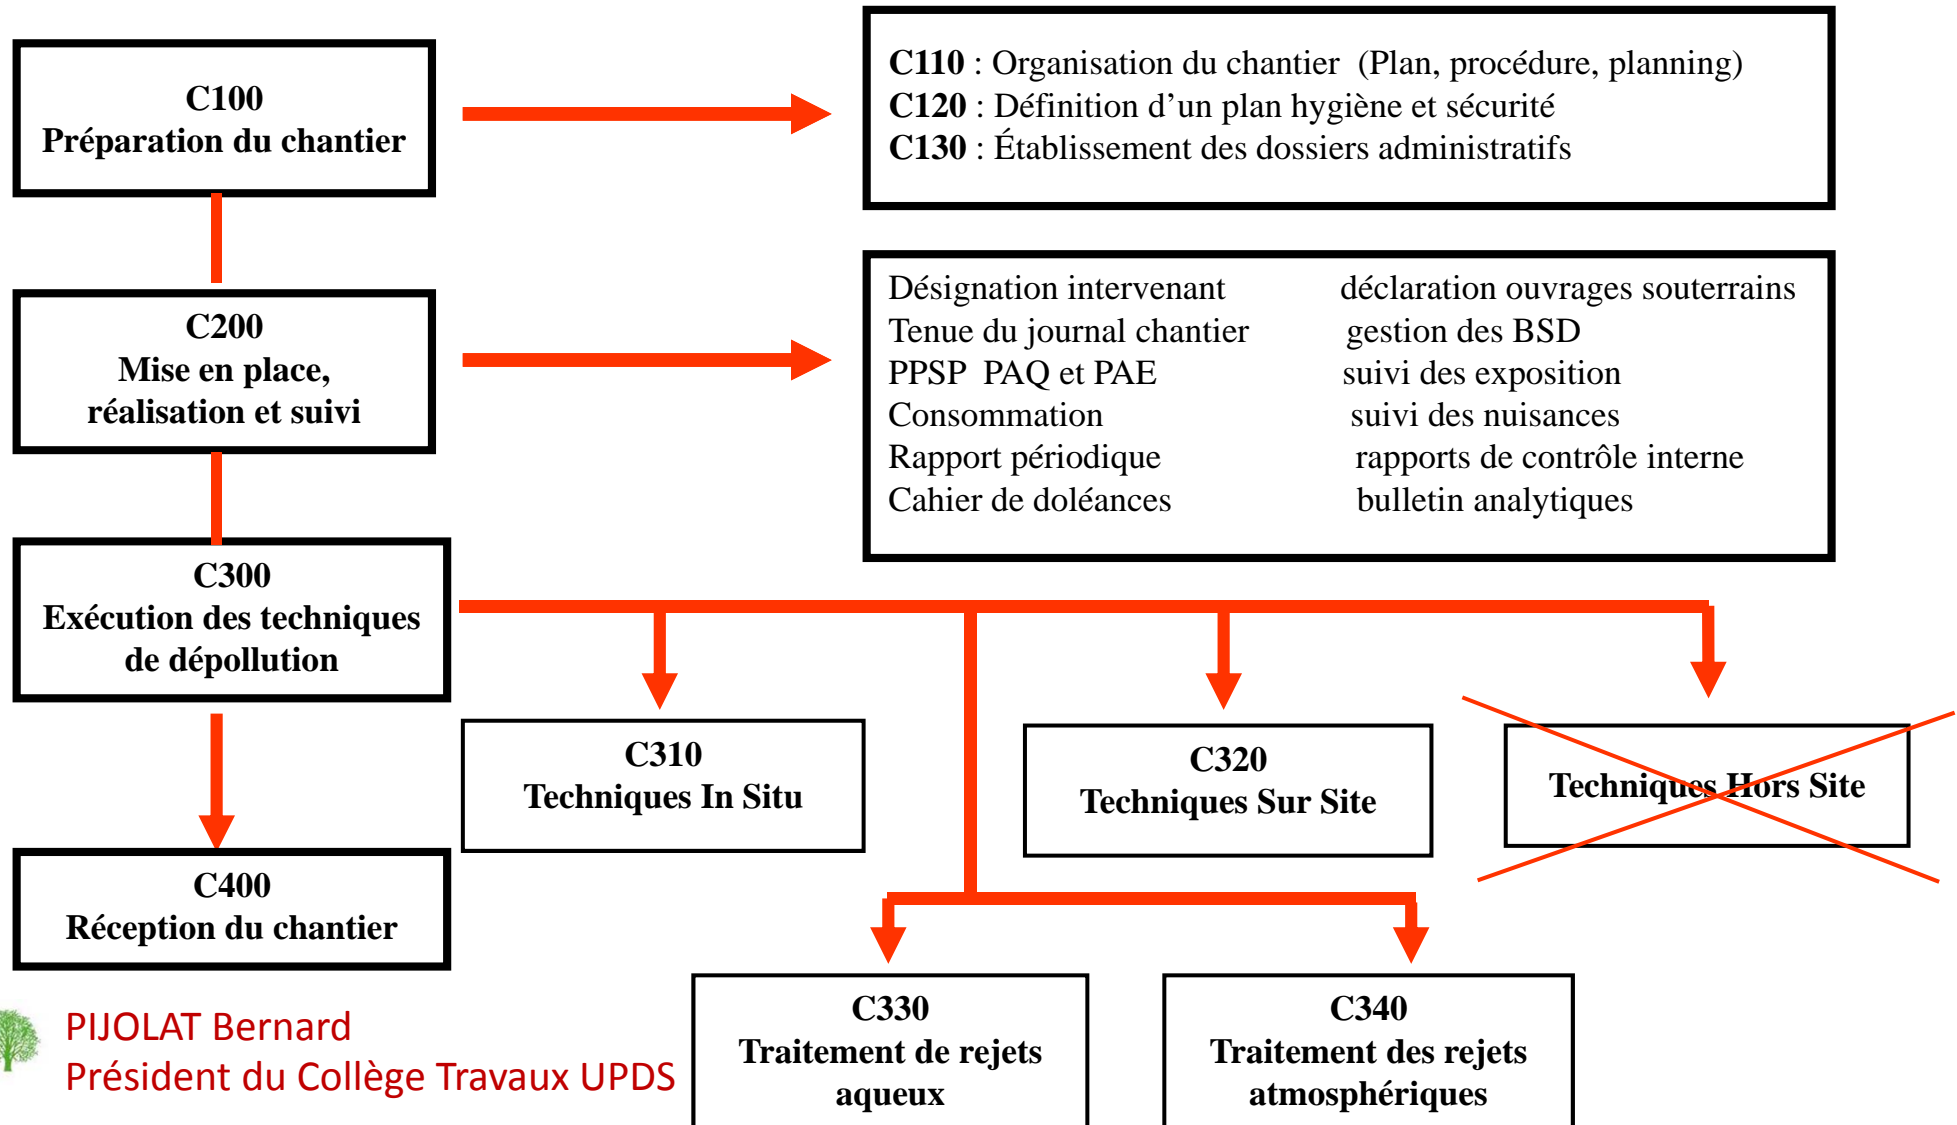 C100
Préparation du chantier
C110 : Organisation du chantier (Plan, procédure, planning)
C120 : Définition d’un plan hygiène et sécurité
C130 : Établissement des dossiers administratifs
C200
Mise en place,
réalisation et suivi
Désignation intervenant déclaration ouvrages souterrains
Tenue du journal chantier gestion des BSD
PPSP PAQ et PAE suivi des exposition
Consommation suivi des nuisances
Rapport périodique rapports de contrôle interne
Cahier de doléances bulletin analytiques
C300
Exécution des techniques
de dépollution
C310
Techniques In Situ
C320
Techniques Sur Site
Techniques Hors Site
C400
Réception du chantier
C330
Traitement de rejets
aqueux
C340
Traitement des rejets
atmosphériques
PIJOLAT Bernard
Président du Collège Travaux UPDS